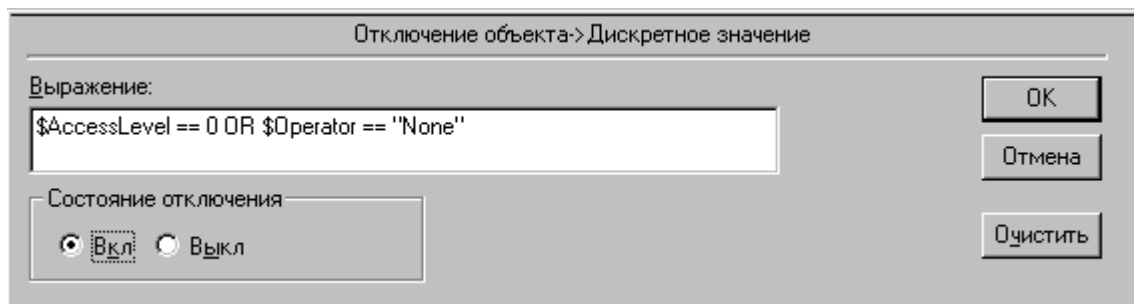 Отключение объекта->Дискретное значение
Выражение:
$AccessLevel == 0 OR $Operator == "None"
OK
Отмена
Состояние отключения
Вкл Выкл
Очистить